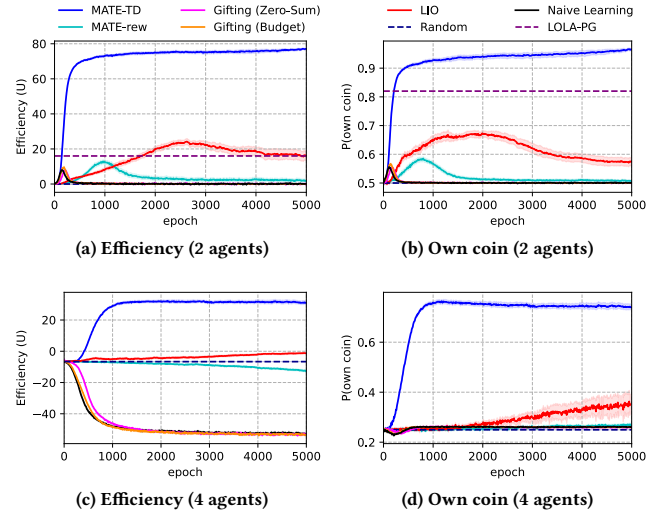 MATE-TD Gifting (Zero-Sum) LIO Naive Learning
MATE-rew Gifting (Budget) Random LOLA-PG
Efficiency (U)
80
60
40
20
0
0 1000 2000 3000 4000 5000
epoch
(a) Efficiency (2 agents)
P(own coin)
0.9
0.8
0.7
0.6
0.5
0 1000 2000 3000 4000 5000
epoch
(b) Own coin (2 agents)
Efficiency (U)
20
0
−20
−40
0 1000 2000 3000 4000 5000
epoch
(c) Efficiency (4 agents)
P(own coin)
0.6
0.4
0.2
0 1000 2000 3000 4000 5000
epoch
(d) Own coin (4 agents)